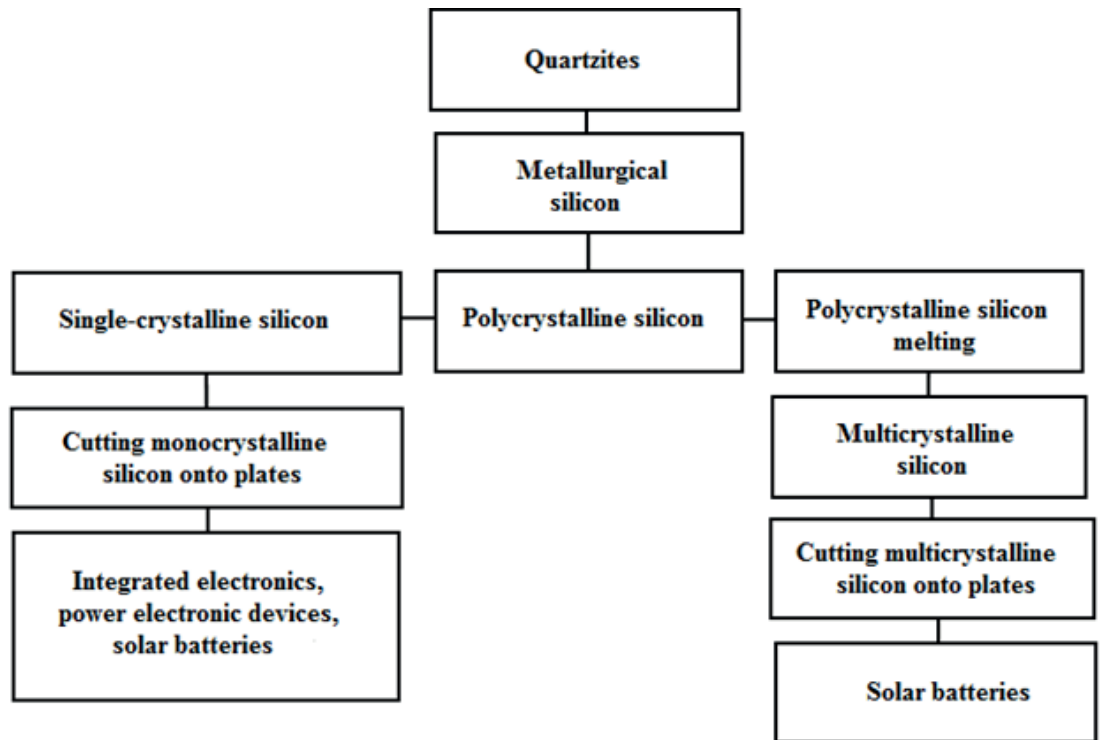 Quartzites
Metallurgical
silicon
Single-crystalline silicon
Polycrystalline silicon
Polycrystalline silicon
melting
Cutting monocrystalline
silicon onto plates
Multicrystalline
silicon
Integrated electronics,
power electronic devices,
solar batteries
Cutting multicrystalline
silicon onto plates
Solar batteries